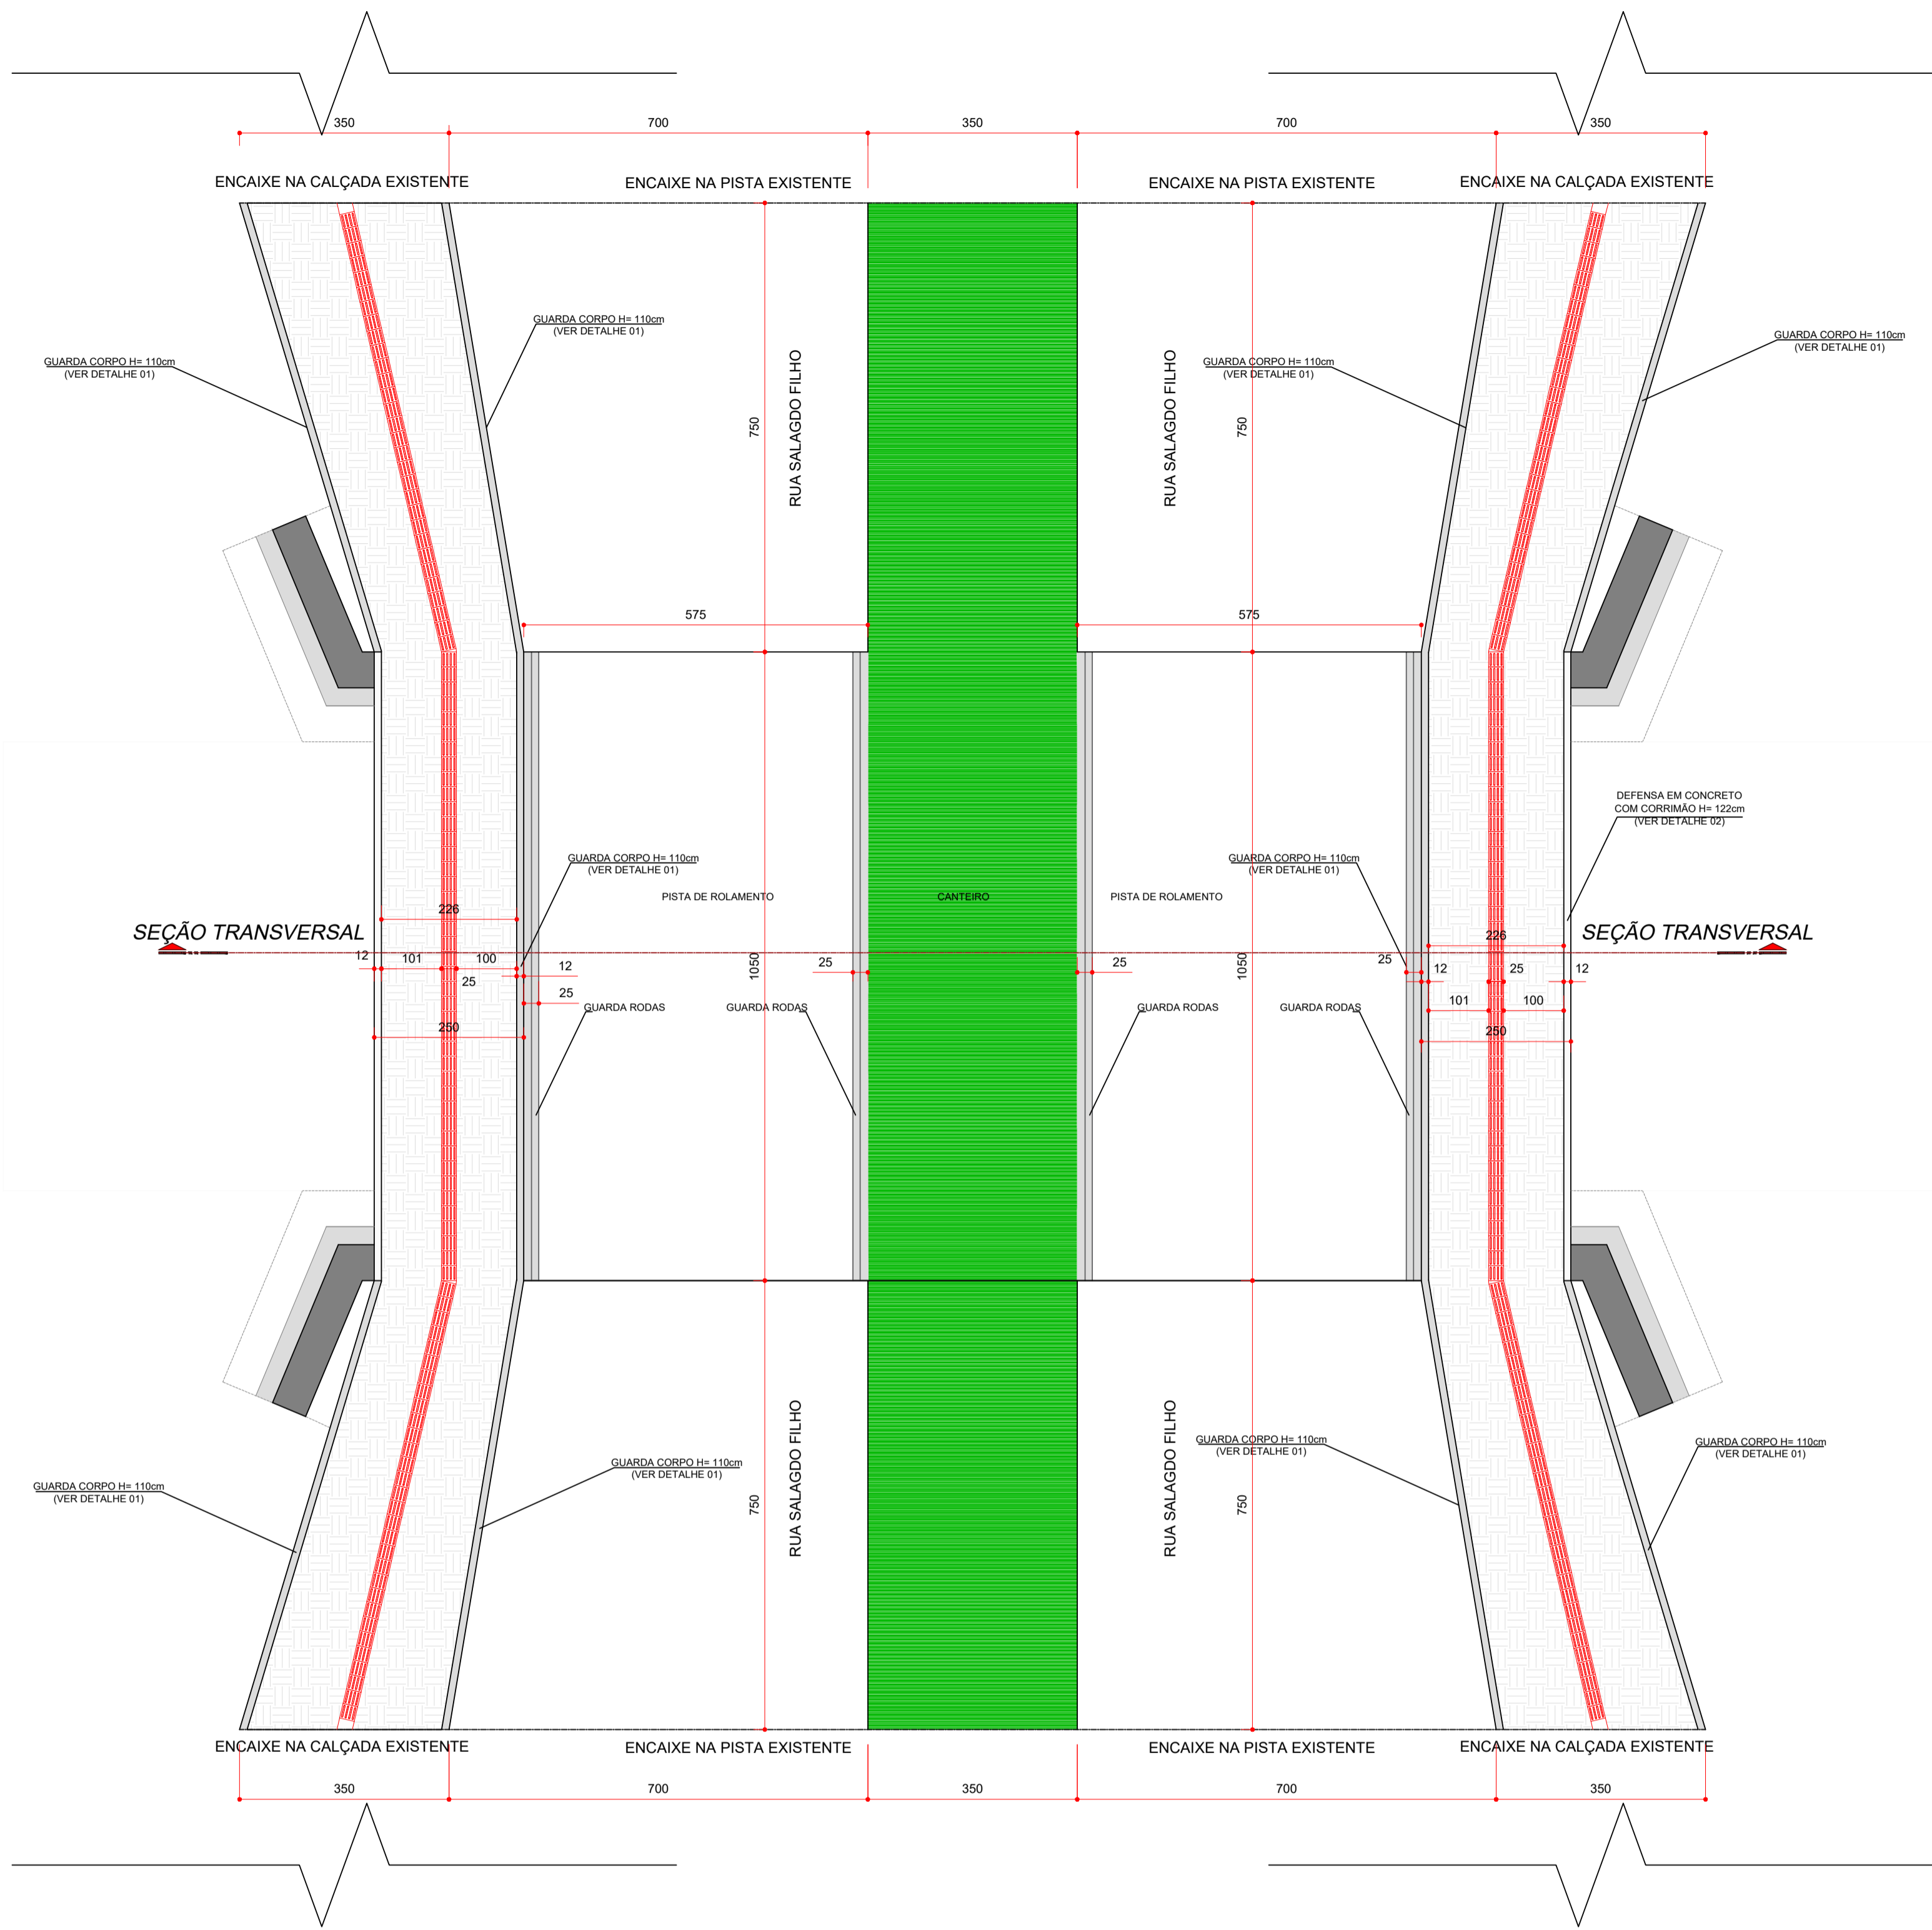 350
700
350
700
350
ENCAIXE NA CALÇADA EXISTENTE
ENCAIXE NA PISTA EXISTENTE
ENCAIXE NA PISTA EXISTENTE
ENCAIXE NA CALÇADA EXISTENTE
GUARDA CORPO H= 110cm
(VER DETALHE 01)
GUARDA CORPO H= 110cm
(VER DETALHE 01)
GUARDA CORPO H= 110cm
(VER DETALHE 01)
GUARDA CORPO H= 110cm
(VER DETALHE 01)
750
RUA SALAGDO FILHO
RUA SALAGDO FILHO
750
575
575
DEFENSA EM CONCRETO
COM CORRIMÃO H= 122cm
(VER DETALHE 02)
GUARDA CORPO H= 110cm
(VER DETALHE 01)
GUARDA CORPO H= 110cm
(VER DETALHE 01)
PISTA DE ROLAMENTO
CANTEIRO
PISTA DE ROLAMENTO
226
226
SEÇÃO TRANSVERSAL
SEÇÃO TRANSVERSAL
12
101
100
25
12
25
250
1050
25
25
1050
25
12
25
12
101
100
250
GUARDA RODAS
GUARDA RODAS
GUARDA RODAS
GUARDA RODAS
GUARDA CORPO H= 110cm
(VER DETALHE 01)
GUARDA CORPO H= 110cm
(VER DETALHE 01)
GUARDA CORPO H= 110cm
(VER DETALHE 01)
GUARDA CORPO H= 110cm
(VER DETALHE 01)
750
RUA SALAGDO FILHO
RUA SALAGDO FILHO
750
ENCAIXE NA CALÇADA EXISTENTE
ENCAIXE NA PISTA EXISTENTE
ENCAIXE NA PISTA EXISTENTE
ENCAIXE NA CALÇADA EXISTENTE
350
700
350
700
350